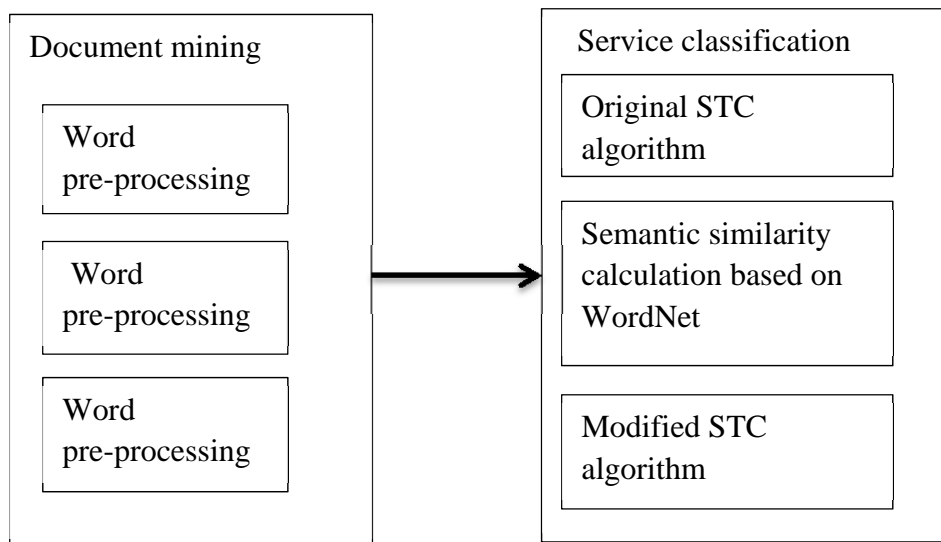 Document mining
Word
pre-processing
Word
pre-processing
Word
pre-processing
Service classification
Original STC
algorithm
Semantic similarity
calculation based on
WordNet
Modified STC
algorithm